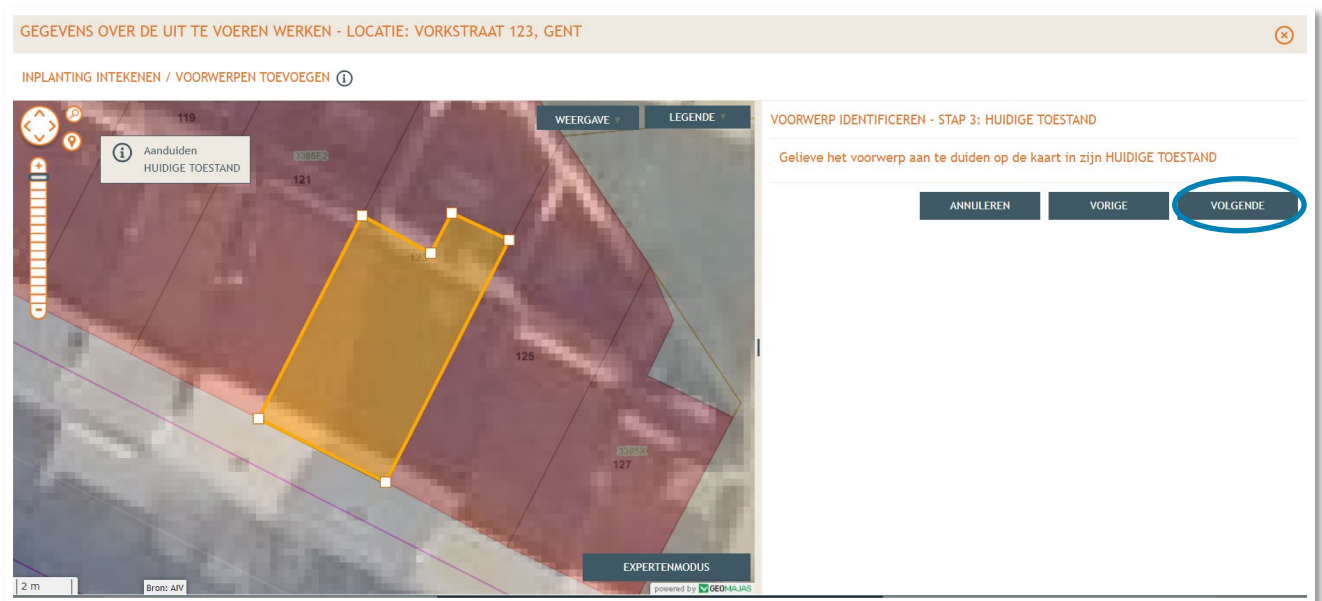 GEGEVENS OVER DE UIT TE VOEREN WERKEN - LOCATIE: VORKSTRAAT 123, GENT
INPLANTING INTEKENEN / VOORWERPEN TOEVOEGEN
WEERGAVE
LEGENDE
119
Aanduiden
HUIDIGE TOESTAND
121
123
125
127
2 m
Bron: AIV
EXPERTENMODUS
powered by GEOMAJAS
VOORWERP IDENTIFICEREN - STAP 3: HUIDIGE TOESTAND
Gelieve het voorwerp aan te duiden op de kaart in zijn HUIDIGE TOESTAND
ANNULEREN
VORIGE
VOLGENDE